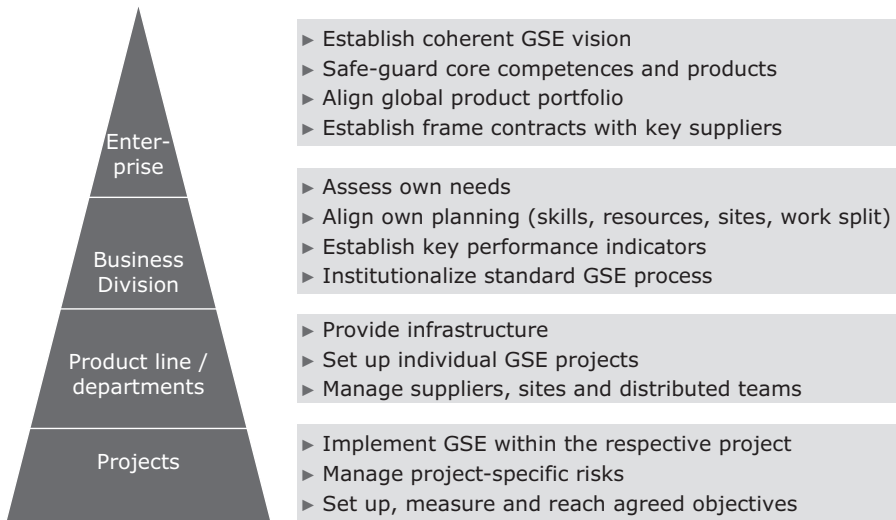 Enter-
prise
► Establish coherent GSE vision
► Safe-guard core competences and products
► Align global product portfolio
► Establish frame contracts with key suppliers
Business
Division
► Assess own needs
► Align own planning (skills, resources, sites, work split)
► Establish key performance indicators
► Institutionalize standard GSE process
Product line /
departments
► Provide infrastructure
► Set up individual GSE projects
► Manage suppliers, sites and distributed teams
Projects
► Implement GSE within the respective project
► Manage project-specific risks
► Set up, measure and reach agreed objectives